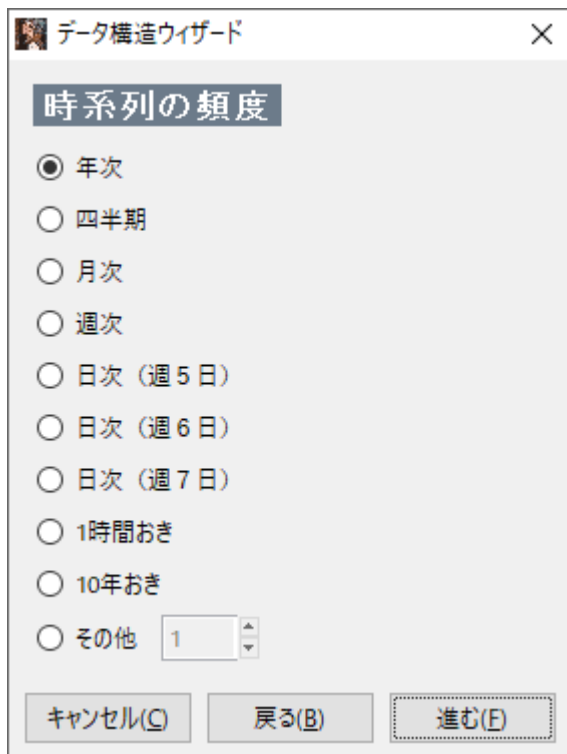 データ構造ウィザード
時系列の頻度
年次
四半期
月次
週次
日次（週５日）
日次（週６日）
日次（週７日）
1時間おき
10年おき
その他 1
キャンセル(C) 戻る(B) 進む(F)